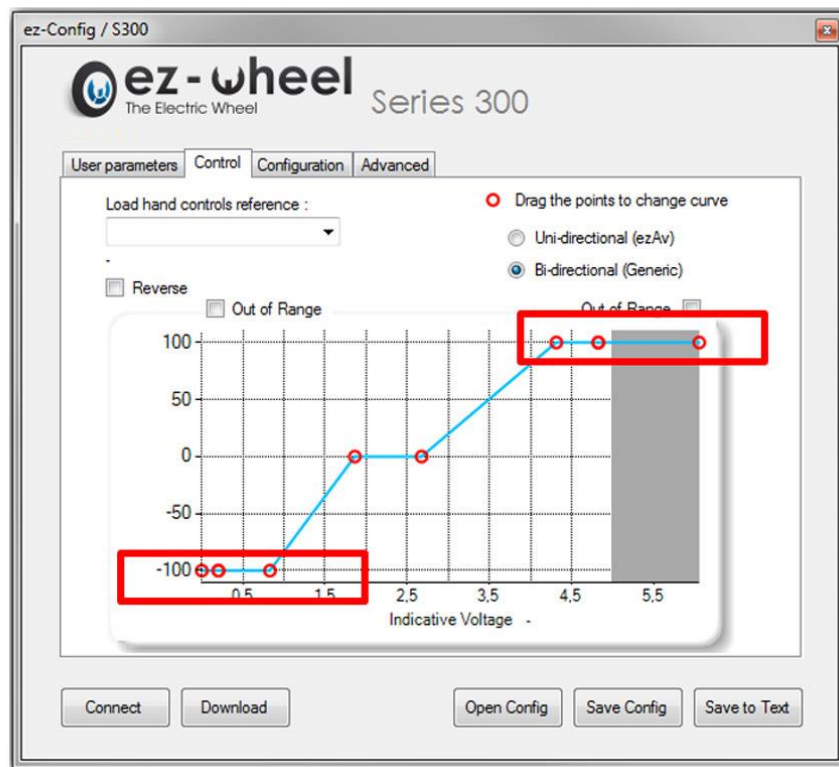 ez-Config / S300
ez-wheel
The Electric Wheel
Series 300
User parameters Control Configuration Advanced
Load hand controls reference :
Drag the points to change curve
Uni-directional (ezAv)
-
Bi-directional (Generic)
Reverse
Out of Range
Out of Range
100
50
0
-50
-100
0,5 1,5 2,5 3,5 4,5 5,5
Indicative Voltage -
Connect Download Open Config Save Config Save to Text